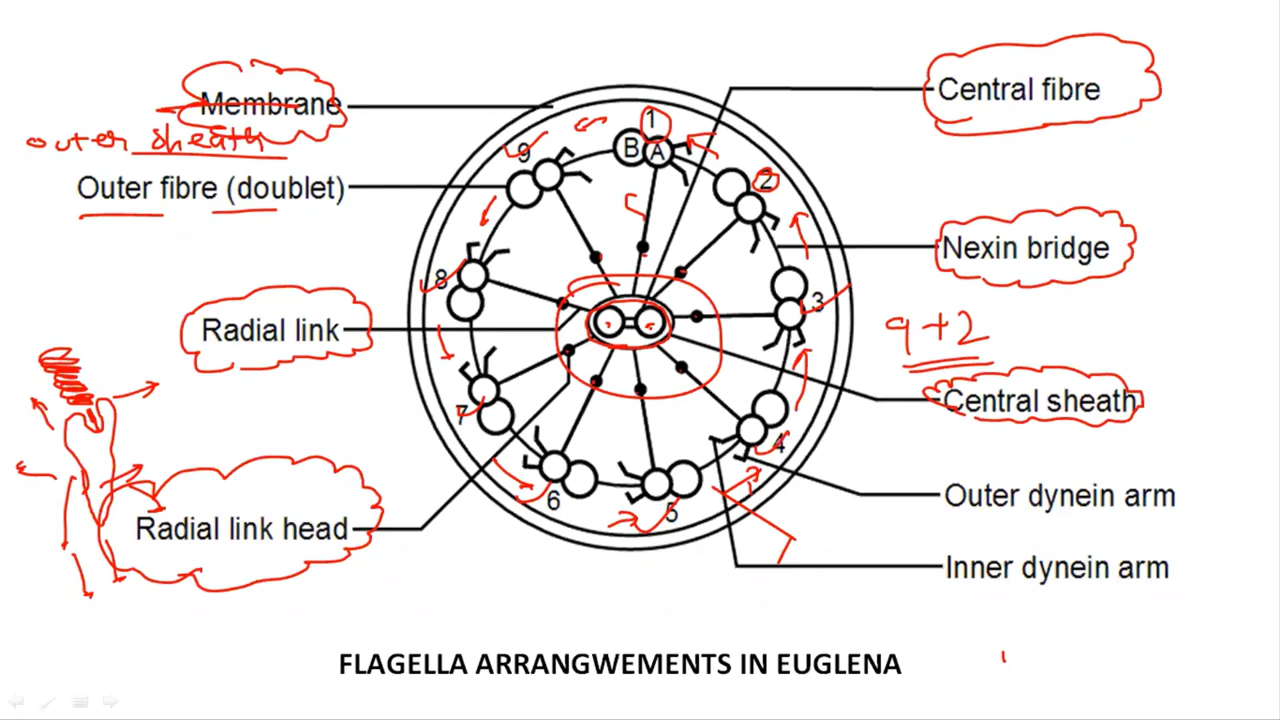 Membrane
outer sheath
Outer fibre (doublet)
Radial link
Radial link head
1
B A
2
3
4
5
6
7
8
9
Central fibre
Nexin bridge
9+2
Central sheath
Outer dynein arm
Inner dynein arm
FLAGELLA ARRANGWEMENTS IN EUGLENA